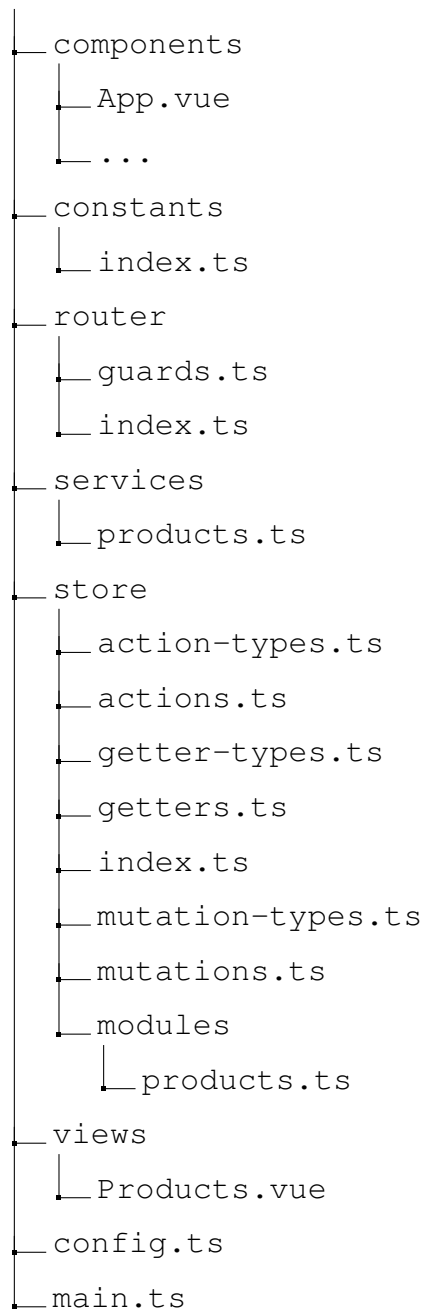 components
App.vue
...
constants
index.ts
router
guards.ts
index.ts
services
products.ts
store
action-types.ts
actions.ts
getter-types.ts
getters.ts
index.ts
mutation-types.ts
mutations.ts
modules
products.ts
views
Products.vue
config.ts
main.ts